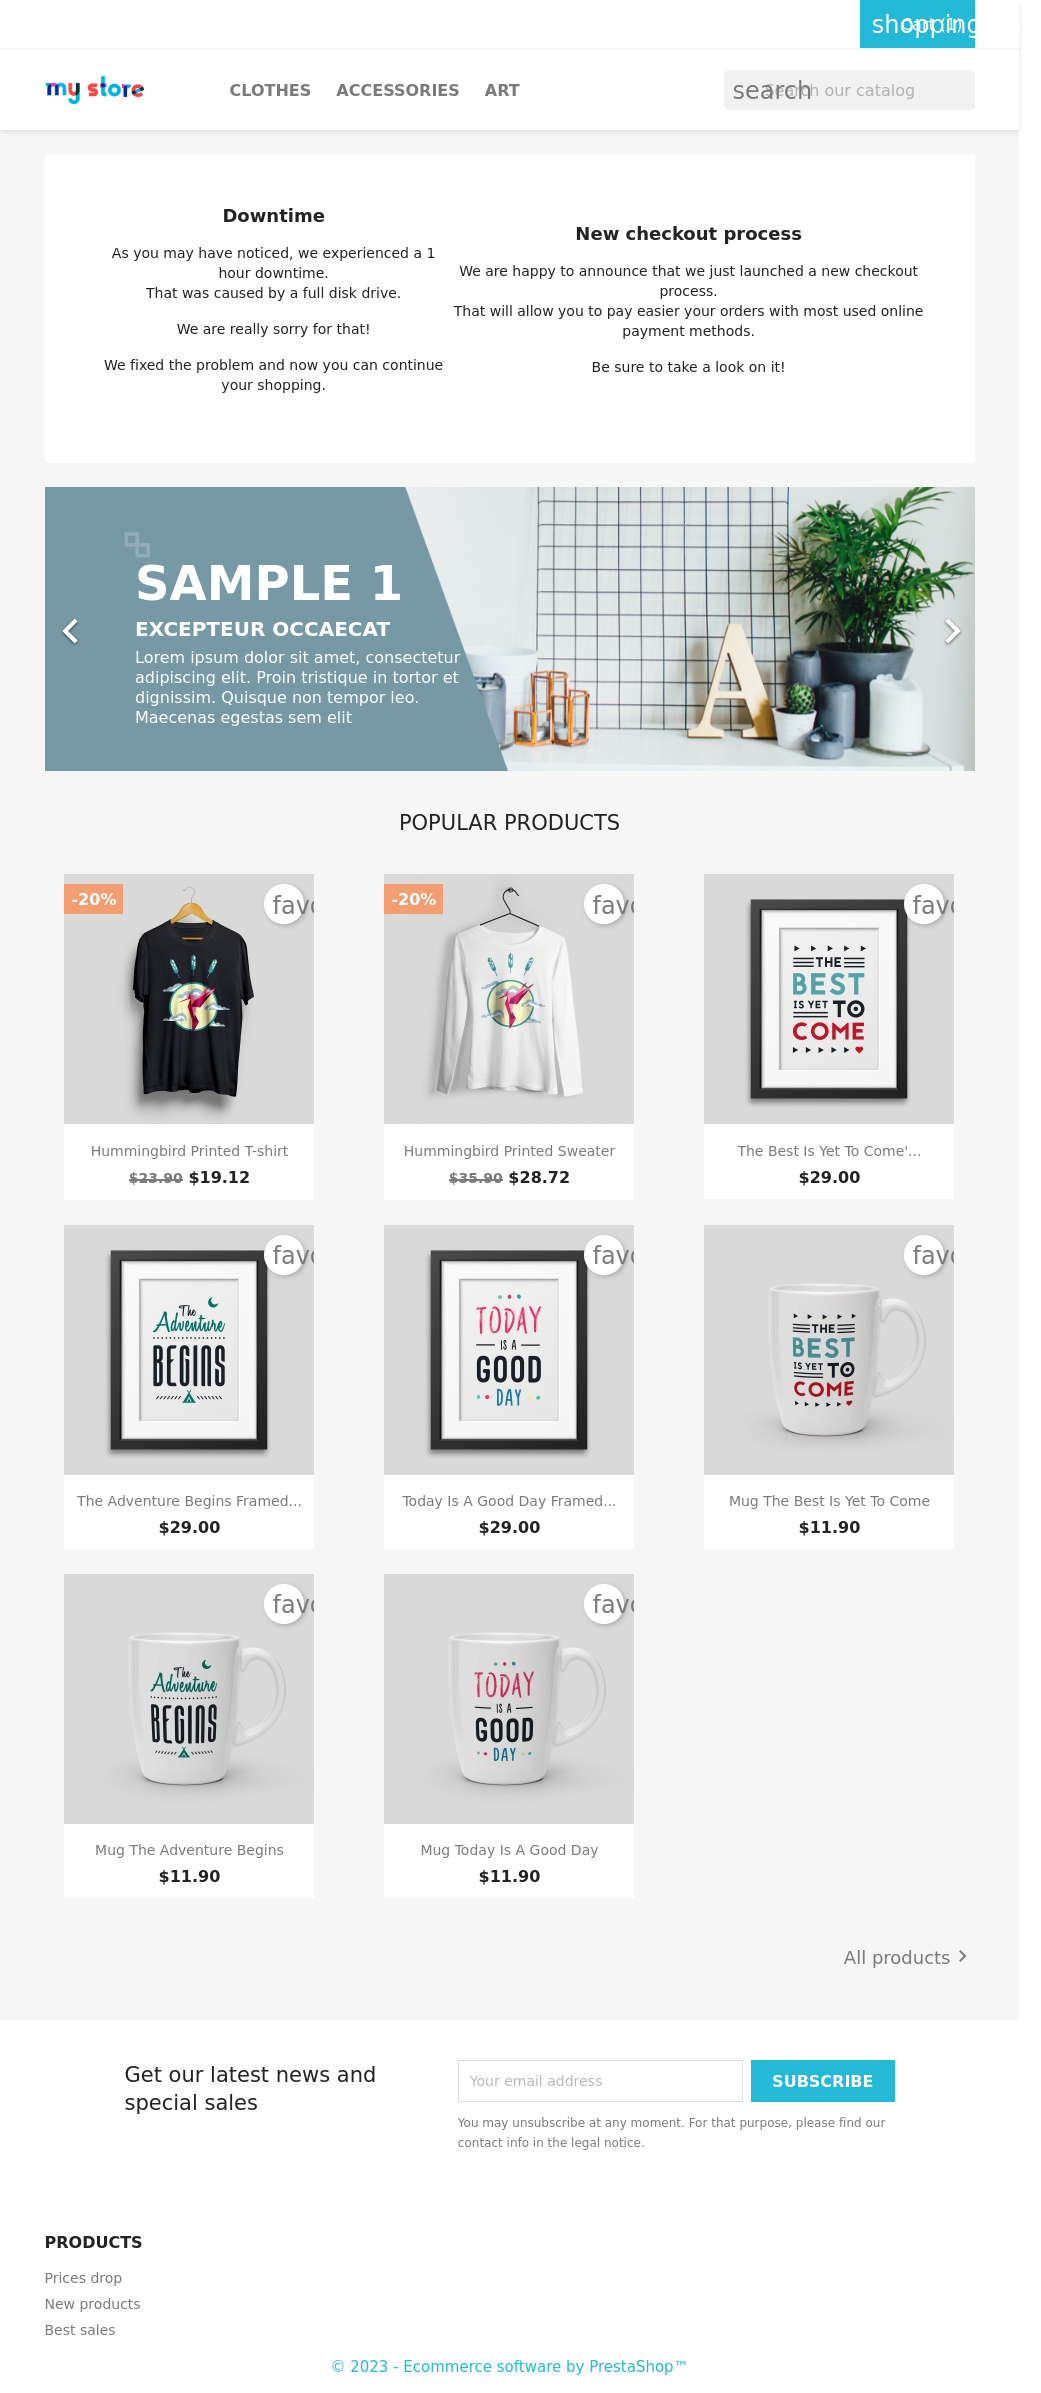 shopping
Cart (1)
my store
CLOTHES ACCESSORIES ART
search
Search our catalog
Downtime
As you may have noticed, we experienced a 1
hour downtime.
That was caused by a full disk drive.
We are really sorry for that!
We fixed the problem and now you can continue
your shopping.
New checkout process
We are happy to announce that we just launched a new checkout
process.
That will allow you to pay easier your orders with most used online
payment methods.
Be sure to take a look on it!
SAMPLE 1
EXCEPTEUR OCCAECAT
Lorem ipsum dolor sit amet, consectetur
adipiscing elit. Proin tristique in tortor et
dignissim. Quisque non tempor leo.
Maecenas egestas sem elit
A
POPULAR PRODUCTS
-20%
favo
Hummingbird Printed T-shirt
$23.90 $19.12
-20%
favo
Hummingbird Printed Sweater
$35.90 $28.72
favo
THE
BEST
IS YET TO
COME
The Best Is Yet To Come'...
$29.00
favo
The
Adventure
BEGINS
The Adventure Begins Framed...
$29.00
favo
TODAY
IS A
GOOD
DAY
Today Is A Good Day Framed...
$29.00
favo
THE
BEST
IS YET TO
COME
Mug The Best Is Yet To Come
$11.90
favo
The
Adventure
BEGINS
Mug The Adventure Begins
$11.90
favo
TODAY
IS A
GOOD
DAY
Mug Today Is A Good Day
$11.90
All products
Get our latest news and
special sales
Your email address
SUBSCRIBE
You may unsubscribe at any moment. For that purpose, please find our
contact info in the legal notice.
PRODUCTS
Prices drop
New products
Best sales
© 2023 - Ecommerce software by PrestaShop™